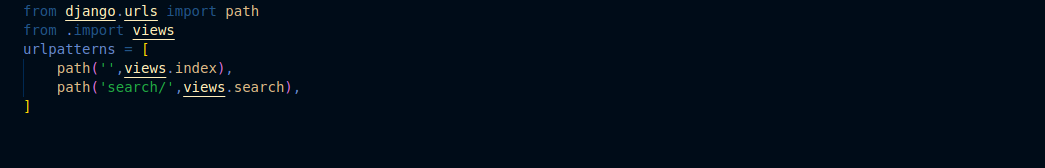 from django.urls import path
from .import views
urlpatterns = [
    path('',views.index),
    path('search/',views.search),
]